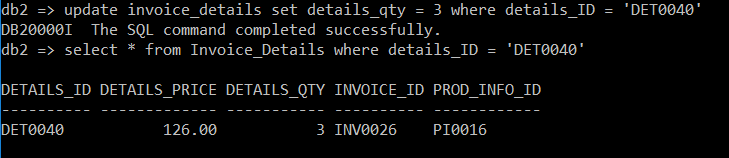 db2 => update invoice_details set details_qty = 3 where details_ID = 'DET0040'
DB20000I  The SQL command completed successfully.
db2 => select * from Invoice_Details where details_ID = 'DET0040'

DETAILS_ID DETAILS_PRICE DETAILS_QTY INVOICE_ID PROD_INFO_ID
---------- ------------- ----------- ---------- ------------
DET0040           126.00           3 INV0026    PI0016